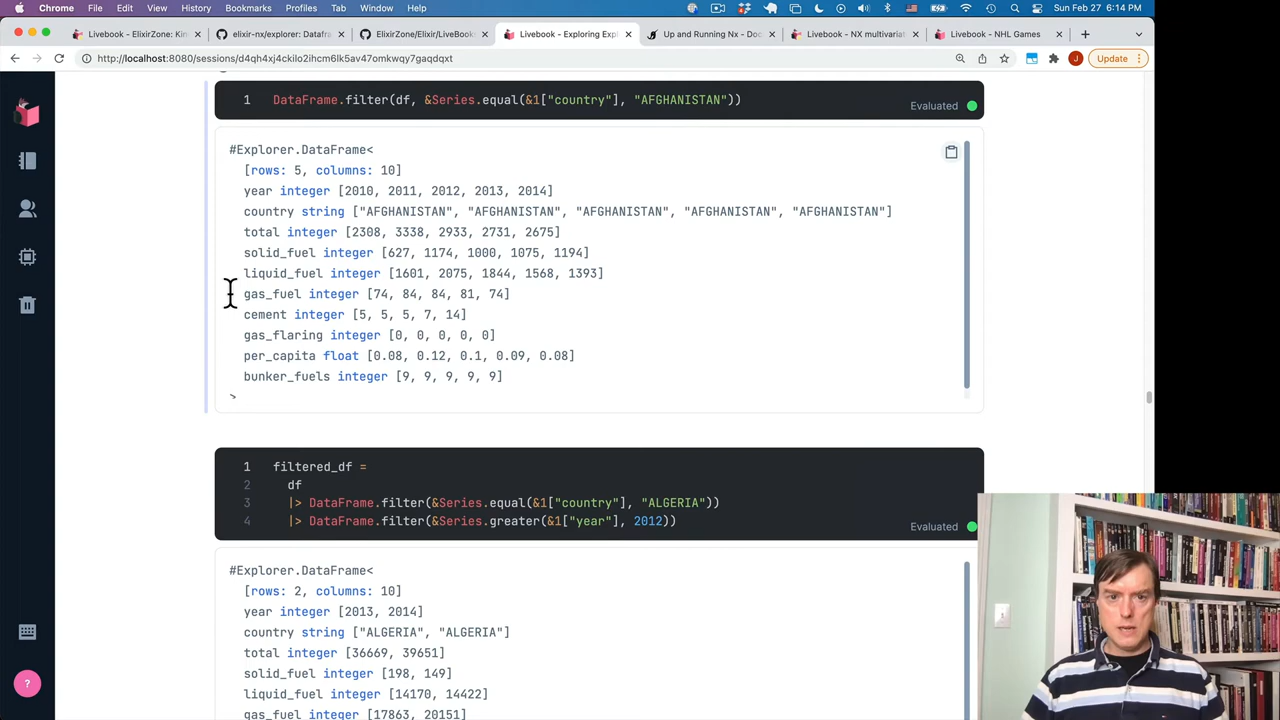 Chrome File Edit View History Bookmarks Profiles Tab Window Help Sun Feb 27 6:14 PM
Livebook - ElixirZone: Kin
elixir-nx/explorer: Datafra
ElixirZone/Elixir/LiveBook
Livebook - Exploring Expl
Up and Running Nx - Doc
Livebook - NX multivariat
Livebook - NHL Games
http://localhost:8080/sessions/d4qh4xj4ckilo2ihcm6lk5av47omkwqy7gaqdqxt
J
Update
1 DataFrame.filter(df, &Series.equal(&1["country"], "AFGHANISTAN"))
Evaluated
#Explorer.DataFrame<
[rows: 5, columns: 10]
year integer [2010, 2011, 2012, 2013, 2014]
country string ["AFGHANISTAN", "AFGHANISTAN", "AFGHANISTAN", "AFGHANISTAN", "AFGHANISTAN"]
total integer [2308, 3338, 2933, 2731, 2675]
solid_fuel integer [627, 1174, 1000, 1075, 1194]
liquid_fuel integer [1601, 2075, 1844, 1568, 1393]
gas_fuel integer [74, 84, 84, 81, 74]
cement integer [5, 5, 5, 7, 14]
gas_flaring integer [0, 0, 0, 0, 0]
per_capita float [0.08, 0.12, 0.1, 0.09, 0.08]
bunker_fuels integer [9, 9, 9, 9, 9]
>
1 filtered_df =
2 df
3 |> DataFrame.filter(&Series.equal(&1["country"], "ALGERIA"))
4 |> DataFrame.filter(&Series.greater(&1["year"], 2012))
Evaluated
#Explorer.DataFrame<
[rows: 2, columns: 10]
year integer [2013, 2014]
country string ["ALGERIA", "ALGERIA"]
total integer [36669, 39651]
solid_fuel integer [198, 149]
liquid_fuel integer [14170, 14422]
gas_fuel integer [17863, 20151]
?